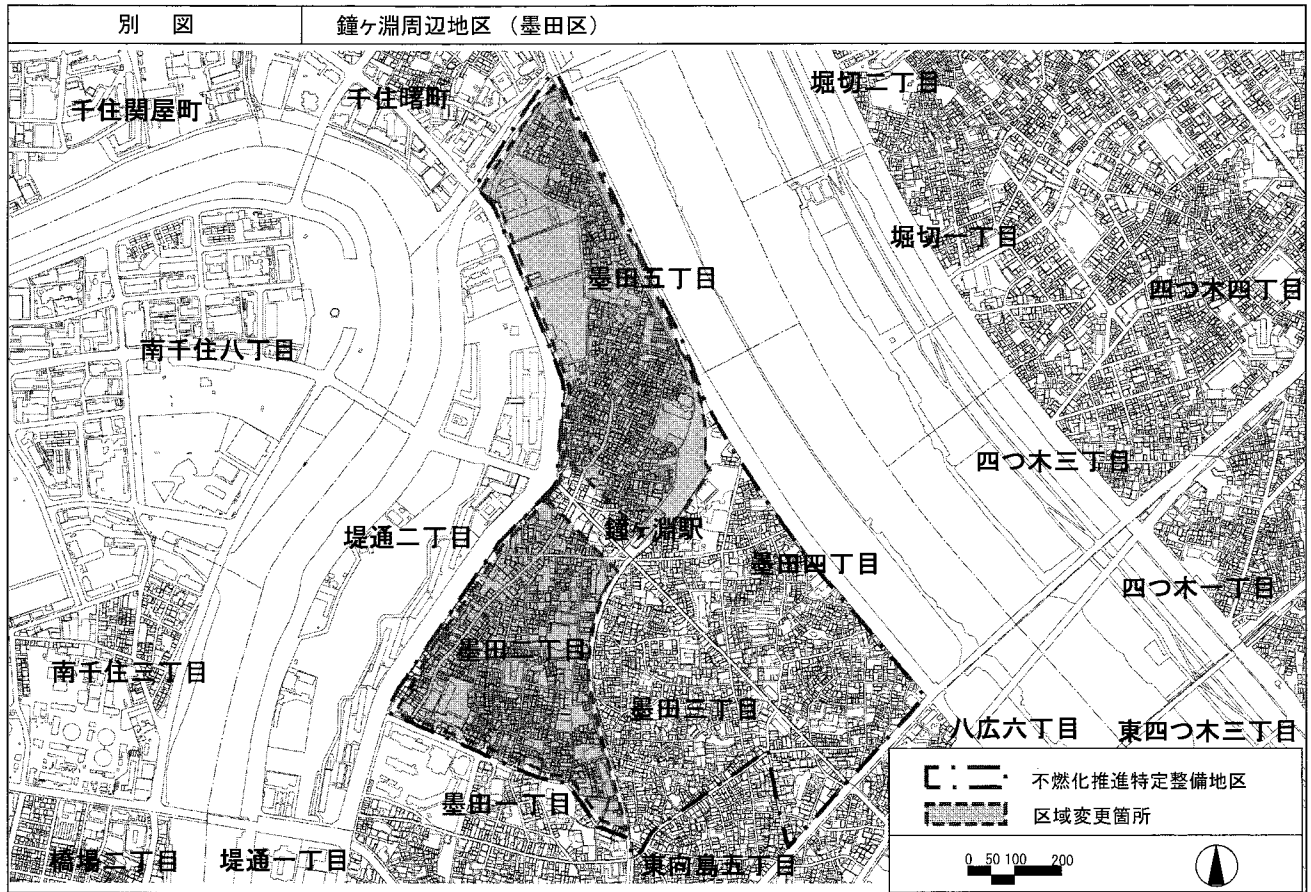 別 図
鐘ヶ淵周辺地区（墨田区）
千住関屋町
千住曙町
堀切二丁目
堀切一丁目
墨田五丁目
四つ木四丁目
南千住八丁目
四つ木三丁目
堤通二丁目
鐘ヶ淵駅
墨田四丁目
四つ木一丁目
墨田二丁目
南千住三丁目
墨田三丁目
八広六丁目
東四つ木三丁目
不燃化推進特定整備地区
区域変更箇所
墨田一丁目
橋場二丁目
堤通一丁目
東向島五丁目
0 50 100 200